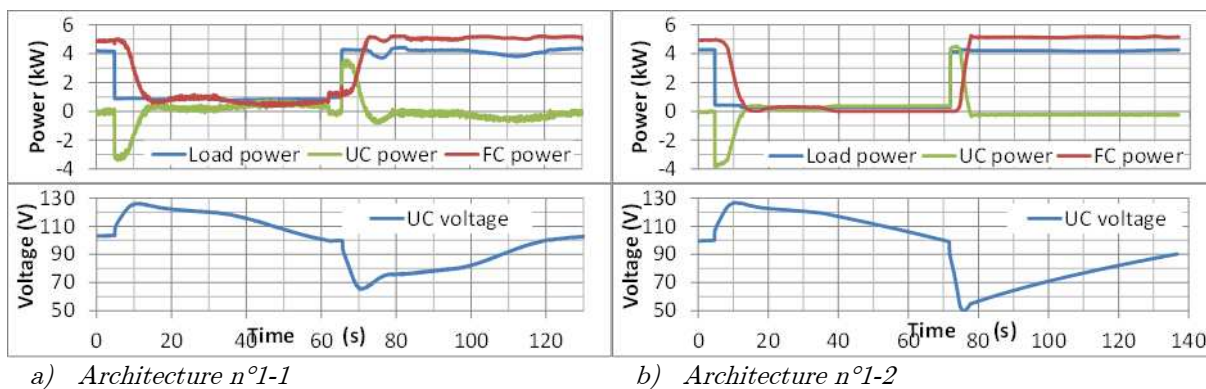 6
4
2
0
-2
-4
Power (kW)
Load power UC power FC power
130
110
90
70
50
Voltage (V)
UC voltage
0 20 40 60 80 100 120
Time (s)
a) Architecture n°1-1
6
4
2
0
-2
-4
Power (kW)
Load power UC power FC power
130
110
90
70
50
Voltage (V)
UC voltage
0 20 40 60 80 100 120 140
Time (s)
b) Architecture n°1-2